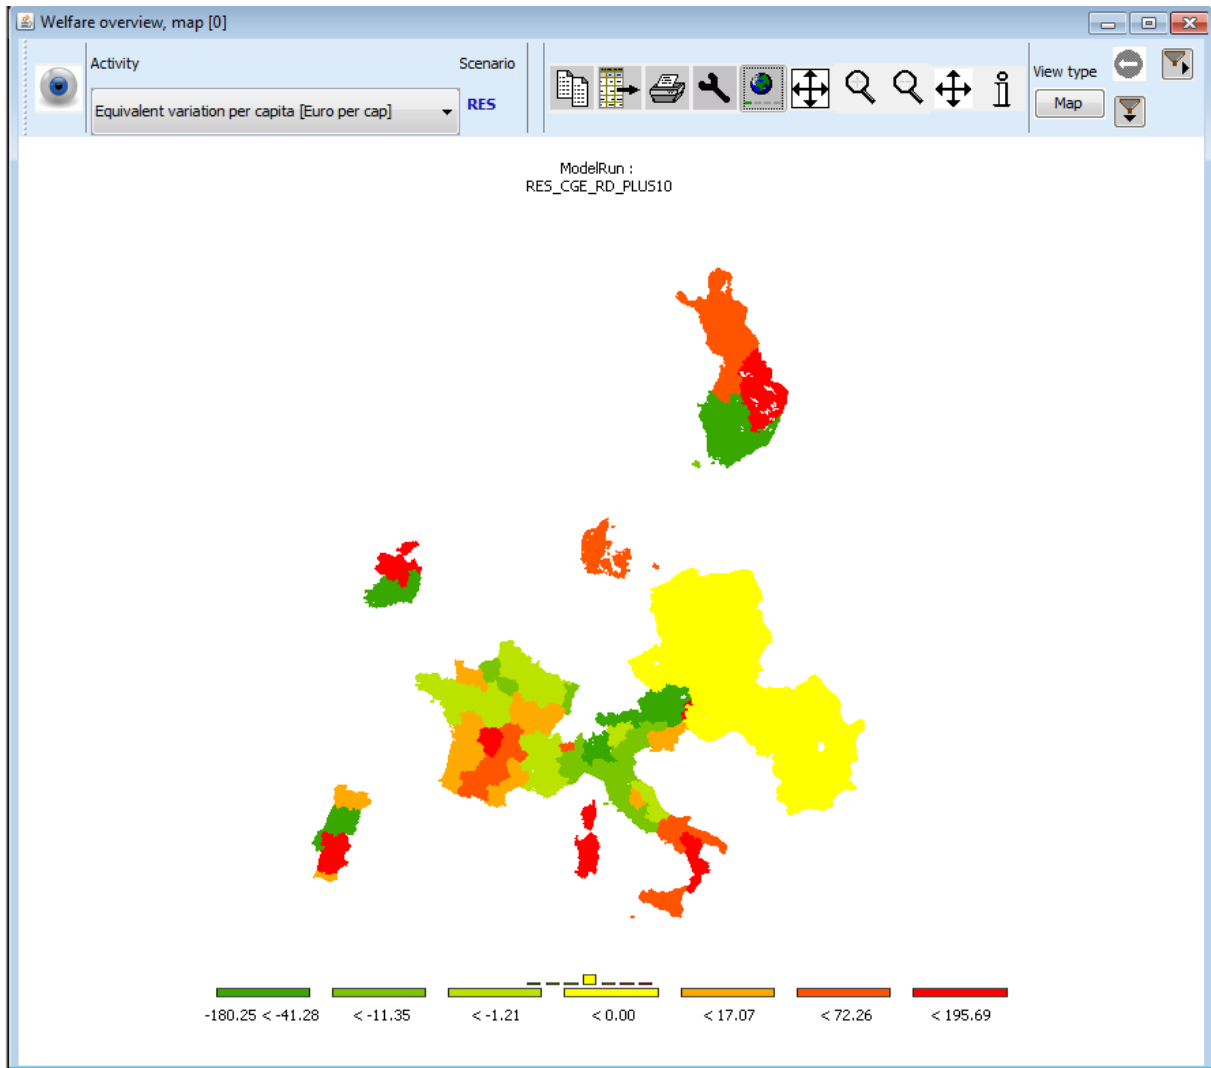 Welfare overview, map [0]
Activity
Scenario
Equivalent variation per capita [Euro per cap]
RES
View type
Map
ModelRun :
RES_CGE_RD_PLUS10
-180.25 < -41.28
< -11.35
< -1.21
< 0.00
< 17.07
< 72.26
< 195.69